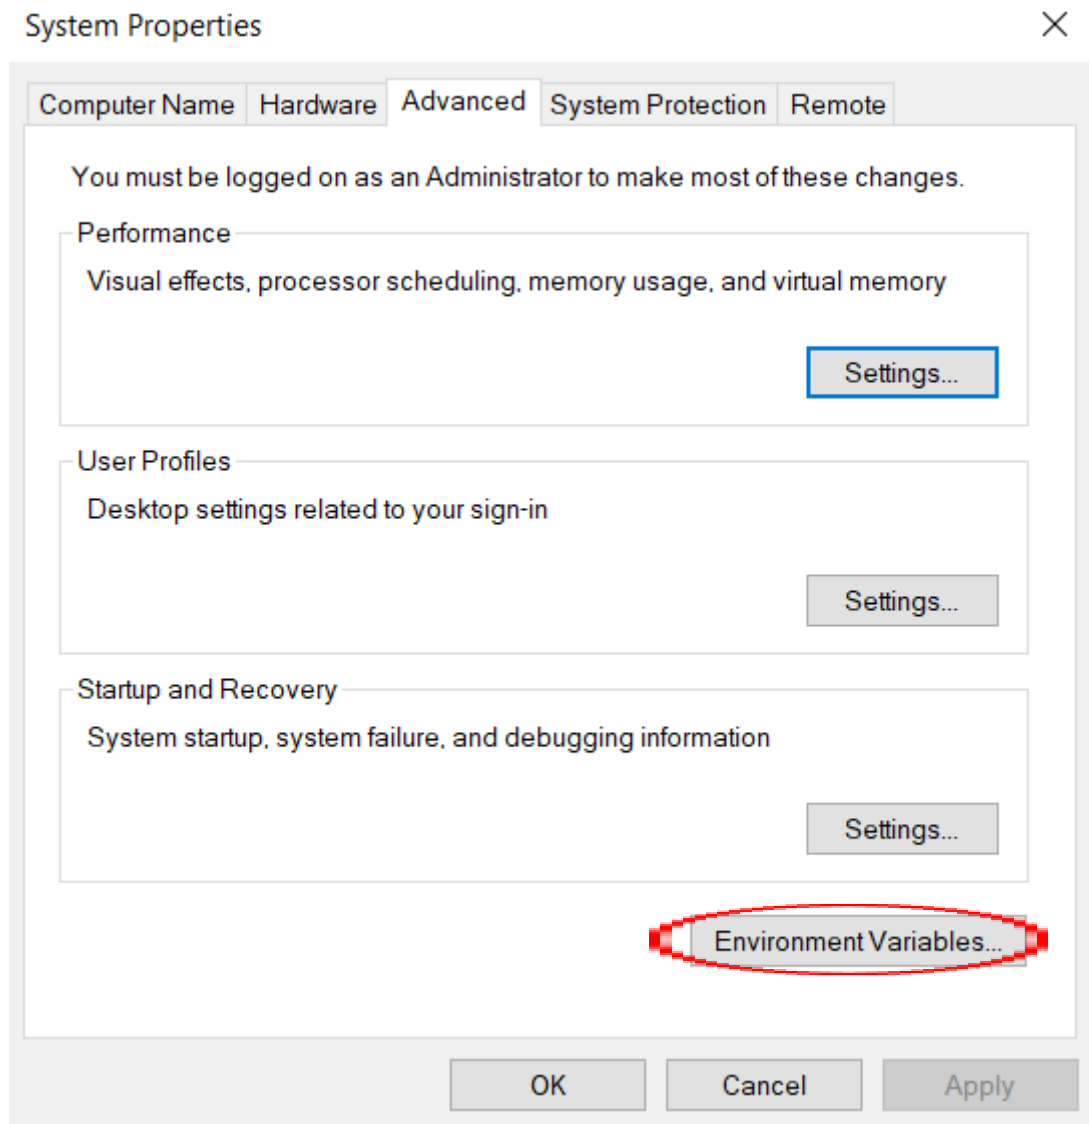 System Properties
Computer Name Hardware Advanced System Protection Remote
You must be logged on as an Administrator to make most of these changes.
Performance
Visual effects, processor scheduling, memory usage, and virtual memory
Settings...
User Profiles
Desktop settings related to your sign-in
Settings...
Startup and Recovery
System startup, system failure, and debugging information
Settings...
Environment Variables...
OK Cancel Apply